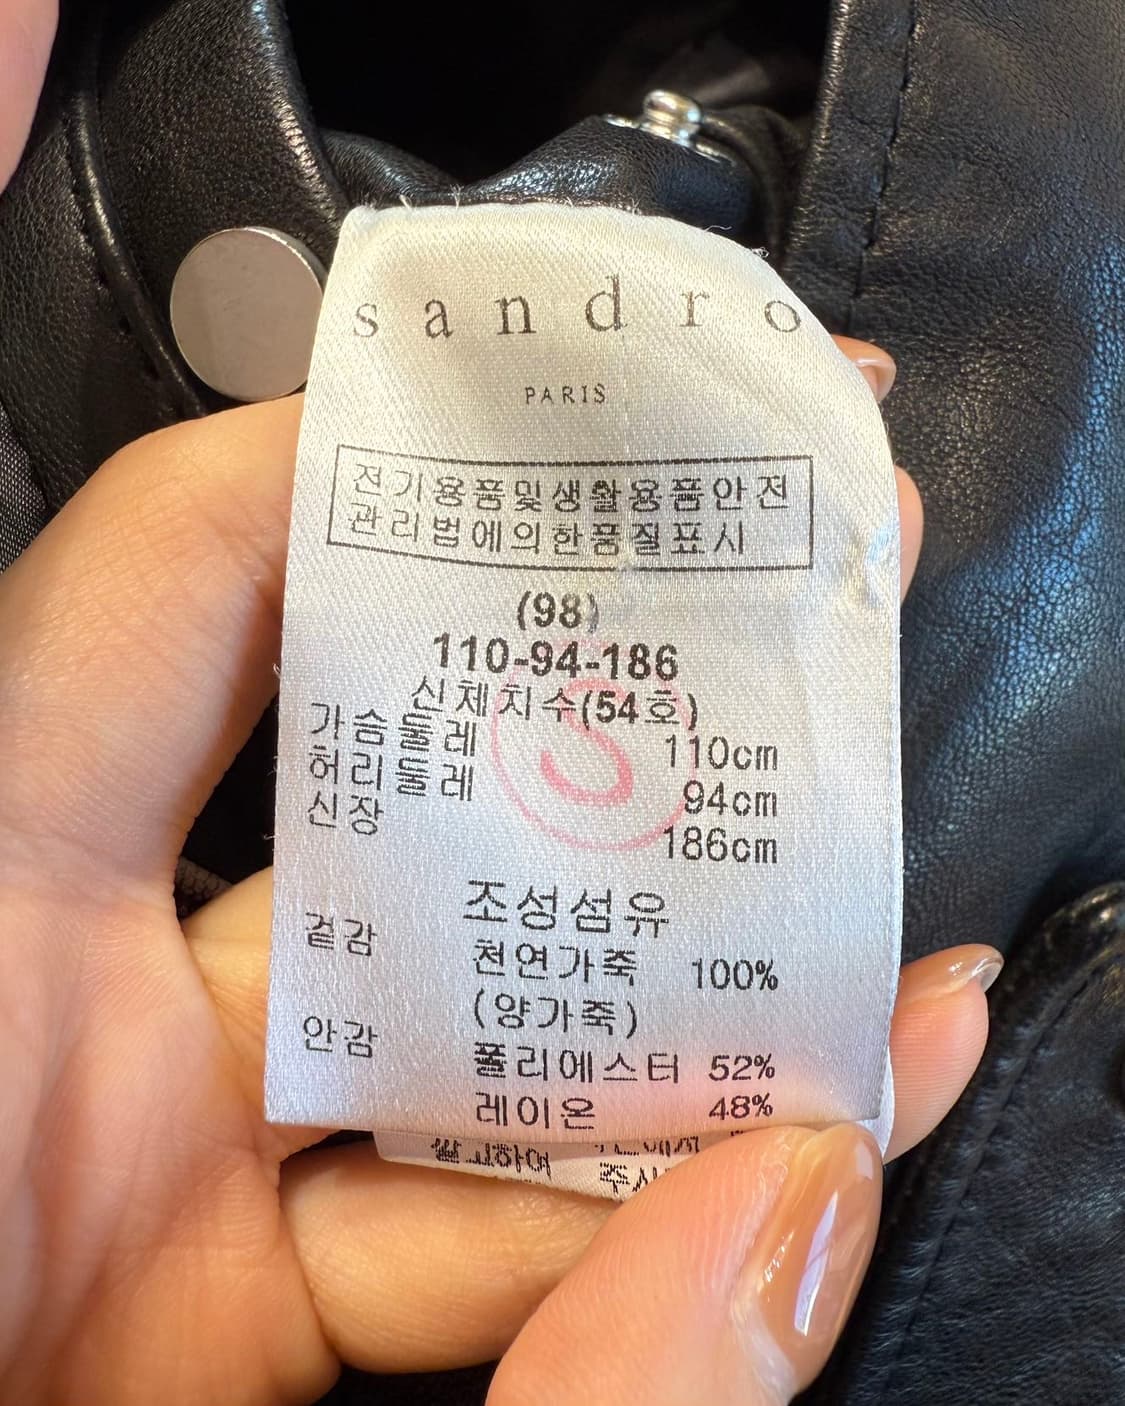 sandro
PARIS
전기용품및생활용품안전
관리법에의한품질표시
(98)
110-94-186
신체치수(54호)
가슴둘레 110cm
허리둘레 94cm
신장 186cm
S
조성섬유
겉감 천연가죽 100%
(양가죽)
안감 폴리에스터 52%
레이온 48%